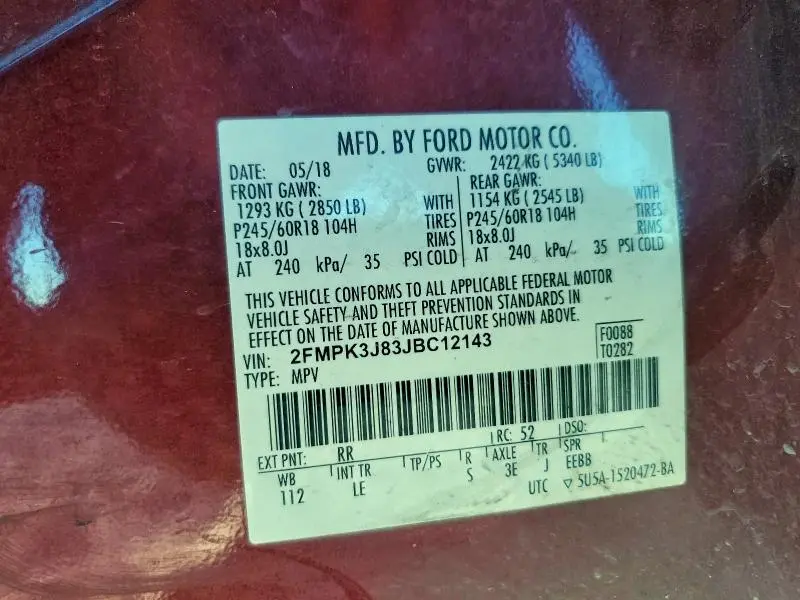 MFD. BY FORD MOTOR CO.
DATE: 05/18 GVWR: 2422 KG ( 5340 LB)
FRONT GAWR: REAR GAWR:
1293 KG ( 2850 LB) WITH 1154 KG ( 2545 LB) WITH
P245/60R18 104H TIRES P245/60R18 104H TIRES
18x8.0J RIMS 18x8.0J RIMS
AT 240 kPa/ 35 PSI COLD AT 240 kPa/ 35 PSI COLD
THIS VEHICLE CONFORMS TO ALL APPLICABLE FEDERAL MOTOR
VEHICLE SAFETY AND THEFT PREVENTION STANDARDS IN
EFFECT ON THE DATE OF MANUFACTURE SHOWN ABOVE.
VIN: 2FMPK3J83JBC12143 F0088
TYPE: MPV T0282
EXT PNT: RR RC: 52 DSO:
WB INT TR TP/PS R AXLE TR SPR
112 LE S 3E J EEBB
UTC ▽ 5U5A-1520472-BA